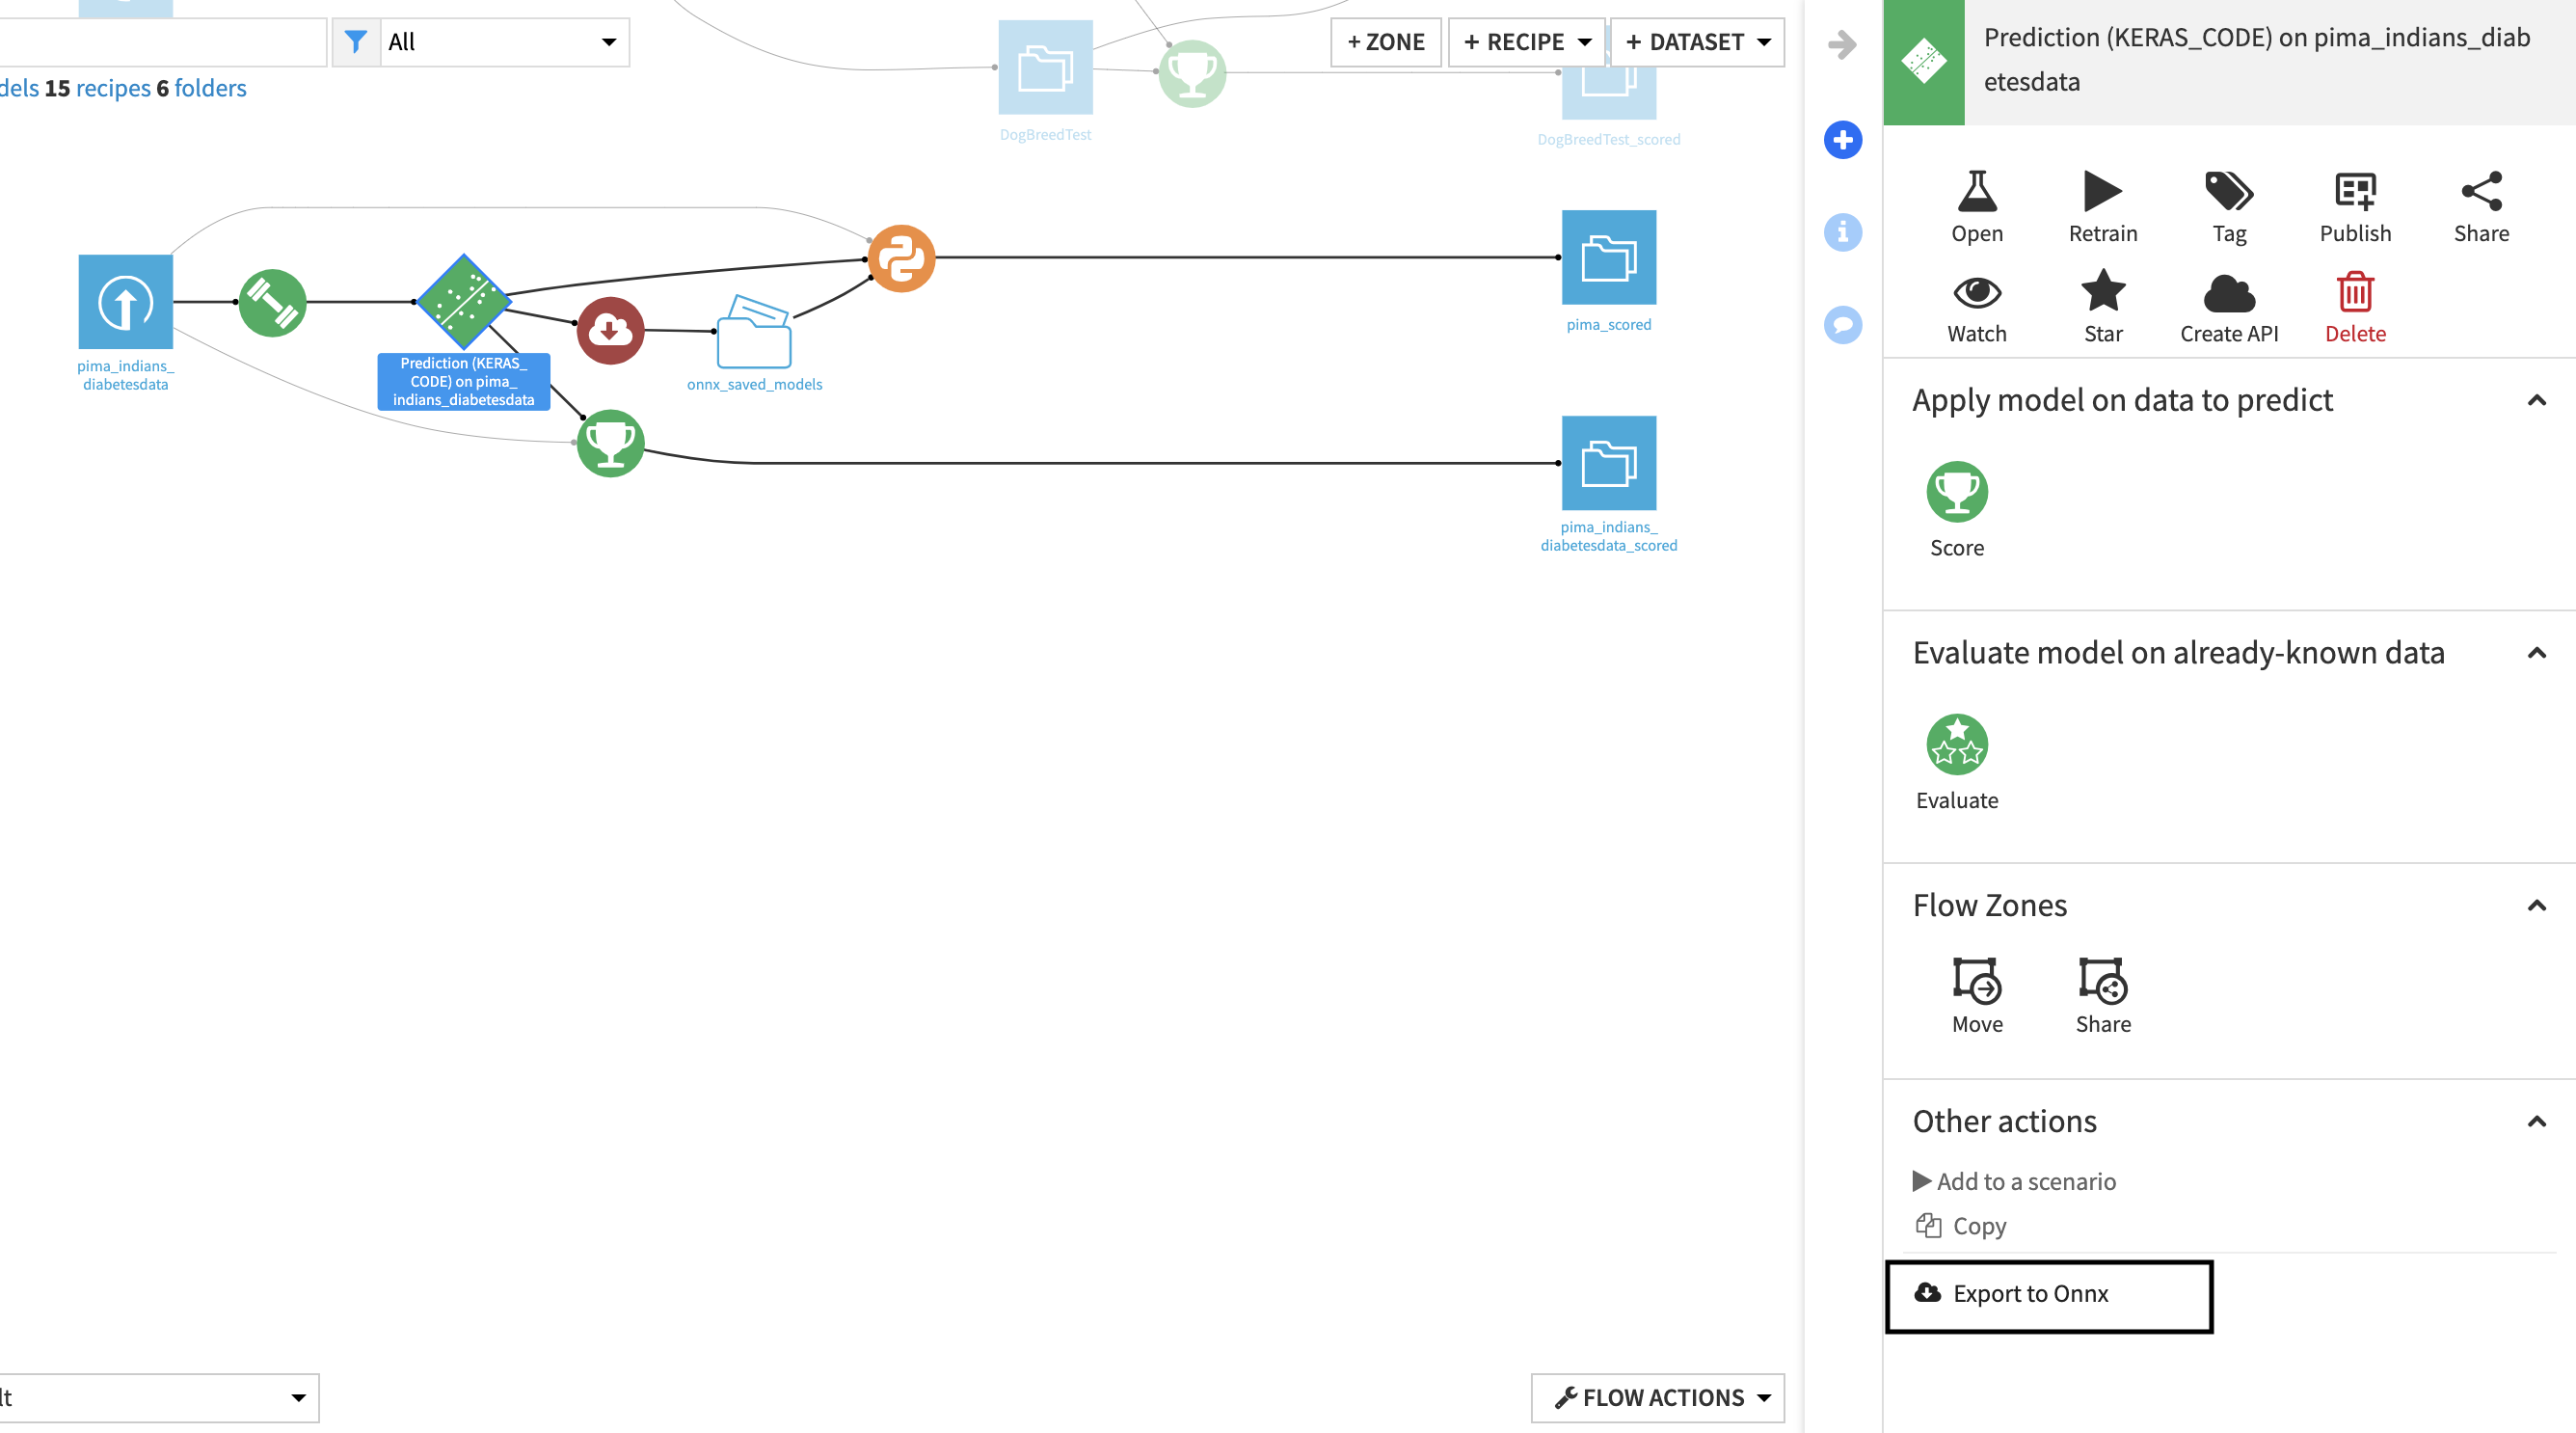 All
+ ZONE
+ RECIPE
+ DATASET
dels 15 recipes 6 folders
DogBreedTest
DogBreedTest_scored
pima_indians_
diabetesdata
Prediction (KERAS_
CODE) on pima_
indians_diabetesdata
onnx_saved_models
pima_scored
pima_indians_
diabetesdata_scored
lt
FLOW ACTIONS
Prediction (KERAS_CODE) on pima_indians_diab
etesdata
Open
Retrain
Tag
Publish
Share
Watch
Star
Create API
Delete
Apply model on data to predict
Score
Evaluate model on already-known data
Evaluate
Flow Zones
Move
Share
Other actions
Add to a scenario
Copy
Export to Onnx